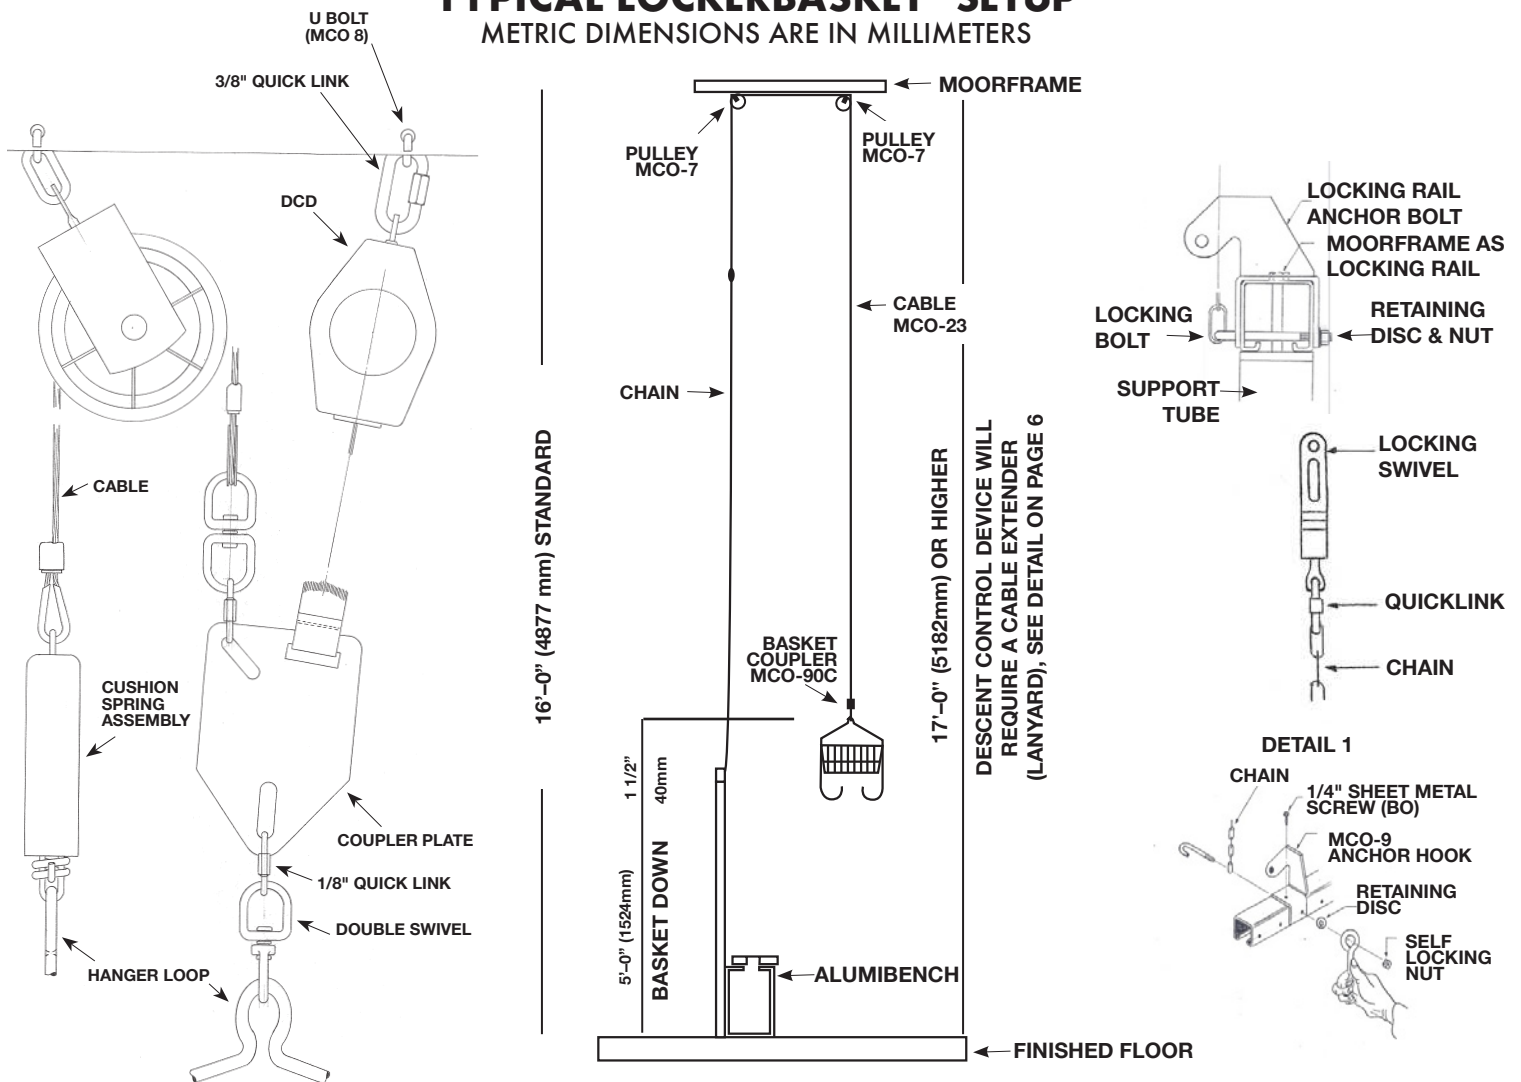 TYPICAL LOCKERBASKET® SETUP
METRIC DIMENSIONS ARE IN MILLIMETERS
U BOLT
(MCO 8)
3/8" QUICK LINK
DCD
CABLE
CUSHION
SPRING
ASSEMBLY
COUPLER PLATE
1/8" QUICK LINK
DOUBLE SWIVEL
HANGER LOOP
16'–0" (4877 mm) STANDARD
MOORFRAME
PULLEY
MCO-7
PULLEY
MCO-7
CABLE
MCO-23
CHAIN
BASKET
COUPLER
MCO-90C
1 1/2"
40mm
5'–0" (1524mm)
BASKET DOWN
ALUMIBENCH
FINISHED FLOOR
17'–0" (5182mm) OR HIGHER
DESCENT CONTROL DEVICE WILL
REQUIRE A CABLE EXTENDER
(LANYARD), SEE DETAIL ON PAGE 6
LOCKING RAIL
ANCHOR BOLT
MOORFRAME AS
LOCKING RAIL
LOCKING
BOLT
RETAINING
DISC & NUT
SUPPORT
TUBE
LOCKING
SWIVEL
QUICKLINK
CHAIN
DETAIL 1
CHAIN
1/4" SHEET METAL
SCREW (BO)
MCO-9
ANCHOR HOOK
RETAINING
DISC
SELF
LOCKING
NUT